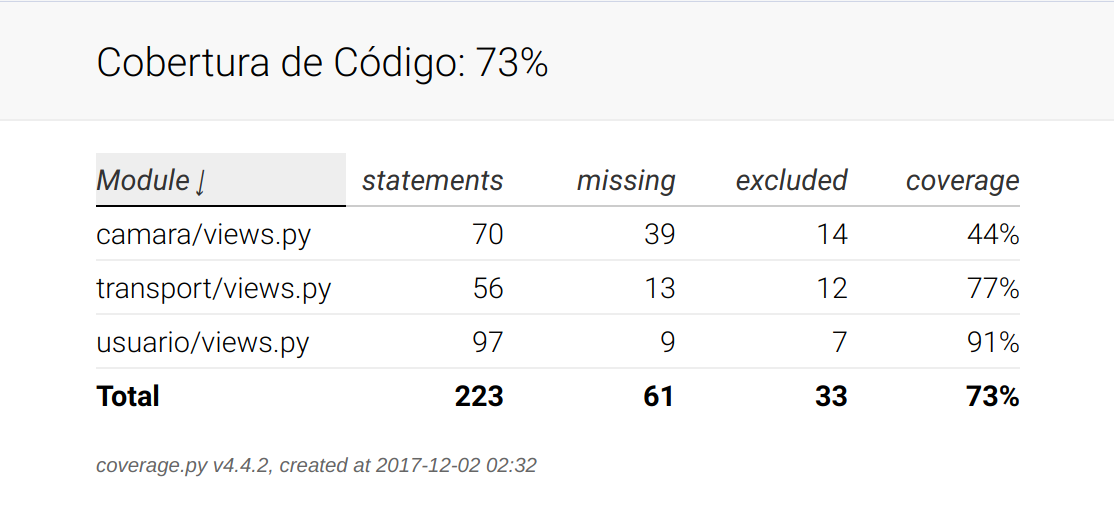 Cobertura de Código: 73%
Module ↓ statements missing excluded coverage
camara/views.py 70 39 14 44%
transport/views.py 56 13 12 77%
usuario/views.py 97 9 7 91%
Total 223 61 33 73%
coverage.py v4.4.2, created at 2017-12-02 02:32